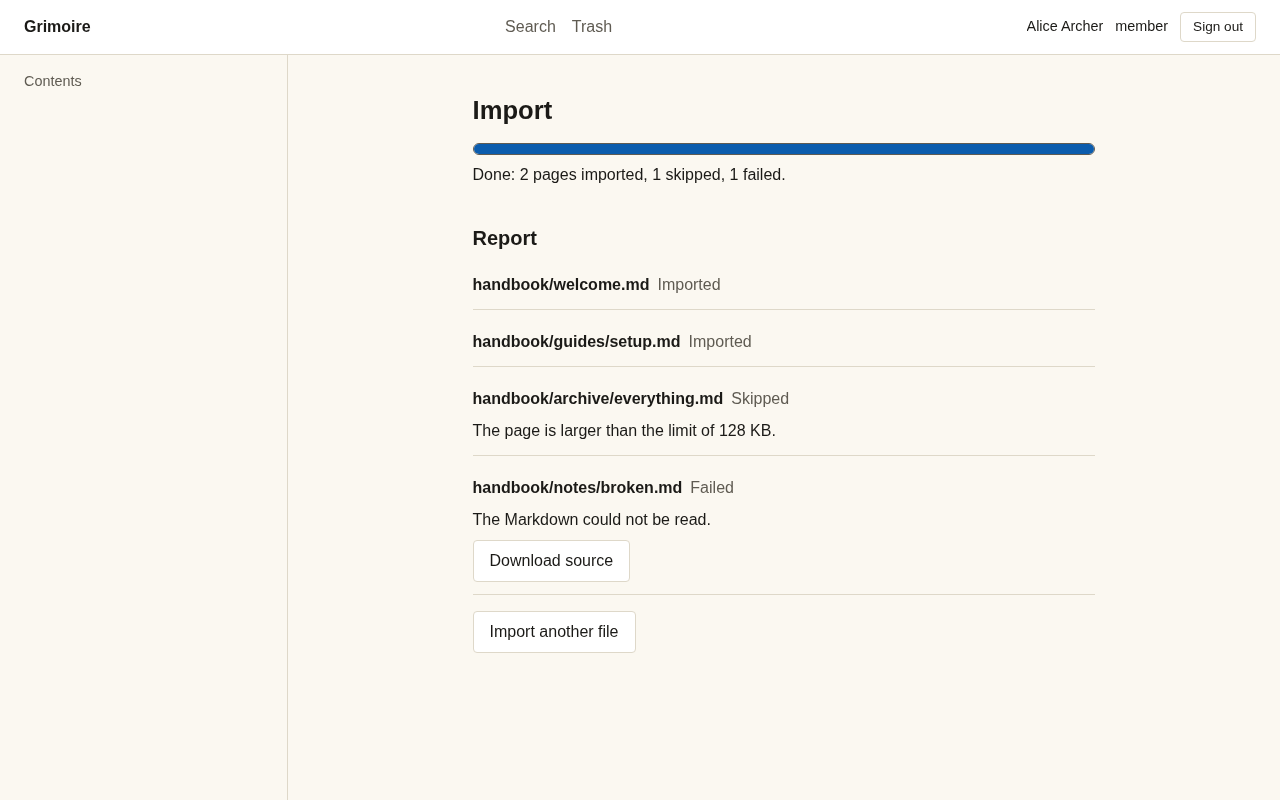 Grimoire
Search Trash
Alice Archer member Sign out
Contents
Import
Done: 2 pages imported, 1 skipped, 1 failed.
Report
handbook/welcome.md Imported
handbook/guides/setup.md Imported
handbook/archive/everything.md Skipped
The page is larger than the limit of 128 KB.
handbook/notes/broken.md Failed
The Markdown could not be read.
Download source
Import another file